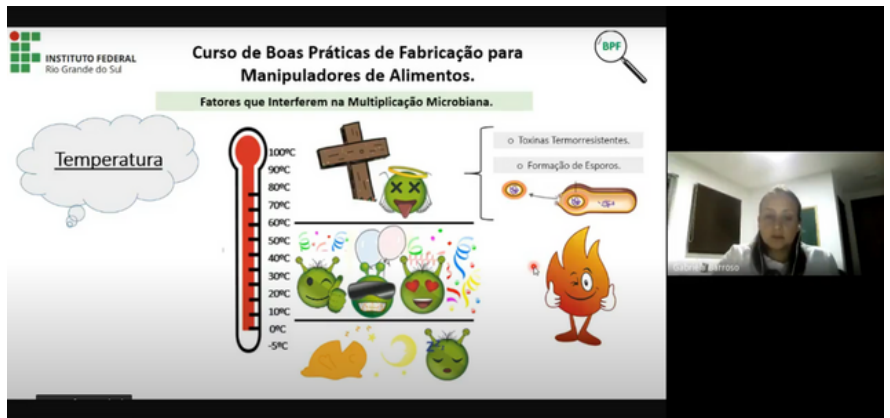 INSTITUTO FEDERAL
Rio Grande do Sul
Curso de Boas Práticas de Fabricação para
Manipuladores de Alimentos.
BPF
Fatores que Interferem na Multiplicação Microbiana.
Temperatura
100ºC
90ºC
80ºC
70ºC
60ºC
50ºC
40ºC
30ºC
20ºC
10ºC
0ºC
-5ºC
o Toxinas Termorresistentes.
o Formação de Esporos.
Gabriela Barroso